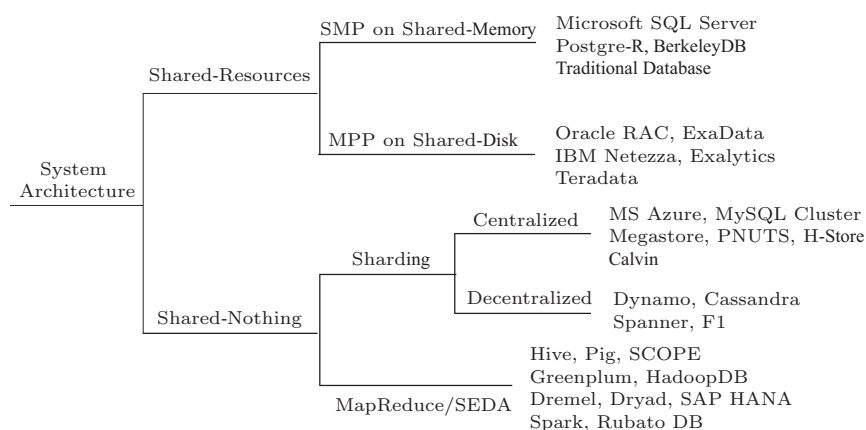 SMP on Shared-Memory
Microsoft SQL Server
Postgre-R, BerkeleyDB
Traditional Database
Shared-Resources
MPP on Shared-Disk
Oracle RAC, ExaData
IBM Netezza, Exalytics
Teradata
System
Architecture
Centralized
MS Azure, MySQL Cluster
Megastore, PNUTS, H-Store
Calvin
Sharding
Decentralized
Dynamo, Cassandra
Spanner, F1
Shared-Nothing
MapReduce/SEDA
Hive, Pig, SCOPE
Greenplum, HadoopDB
Dremel, Dryad, SAP HANA
Spark, Rubato DB